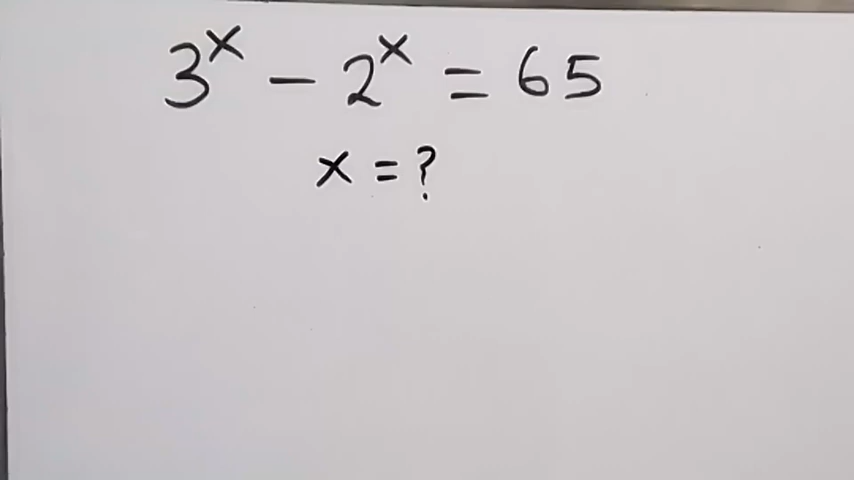 3^x - 2^x = 65
x = ?